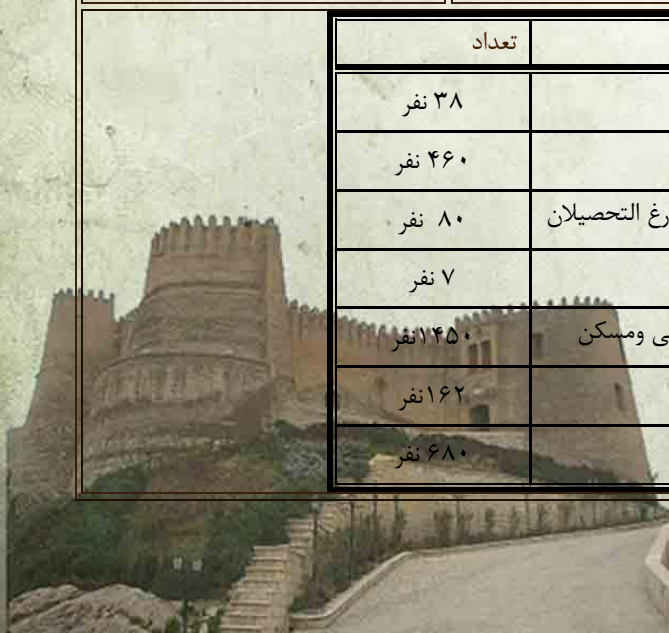 تعداد
۳۸ نفر
۴۶۰ نفر
رغ التحصیلان ۸۰ نفر
۷ نفر
ی ومسکن ۱۴۵۰نفر
۱۶۲نفر
۶۸۰ نفر